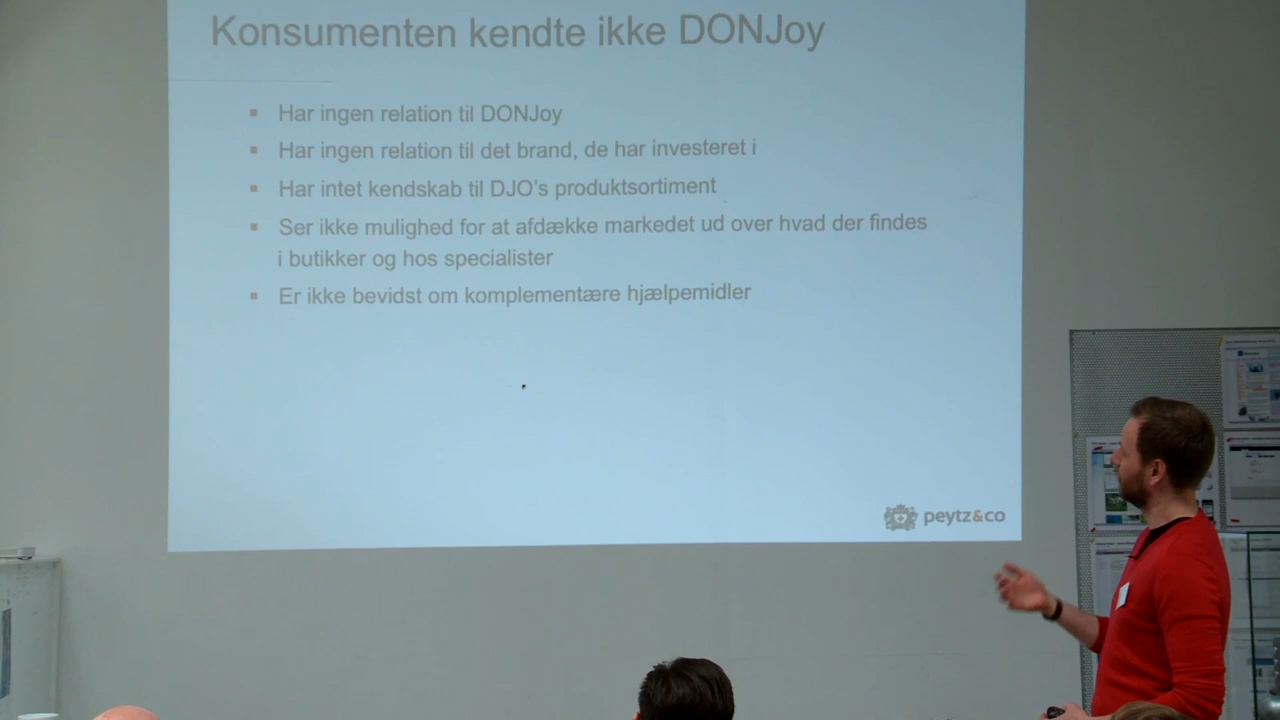 Konsumenten kendte ikke DONJoy
▪ Har ingen relation til DONJoy
▪ Har ingen relation til det brand, de har investeret i
▪ Har intet kendskab til DJO's produktsortiment
▪ Ser ikke mulighed for at afdække markedet ud over hvad der findes
i butikker og hos specialister
▪ Er ikke bevidst om komplementære hjælpemidler
peytz&co